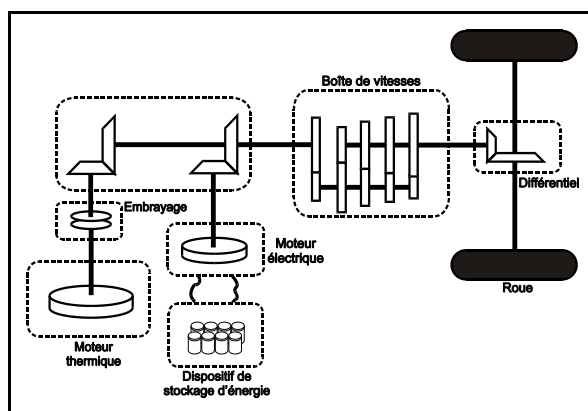 Boîte de vitesses
Embrayage
Différentiel
Moteur
électrique
Roue
Moteur
thermique
Dispositif de
stockage d'énergie